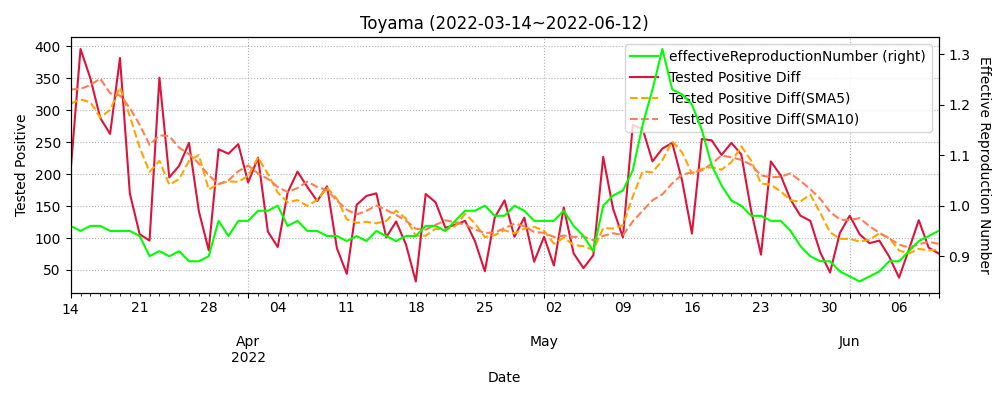 Toyama (2022-03-14~2022-06-12)
effectiveReproductionNumber (right)
Tested Positive Diff
Tested Positive Diff(SMA5)
Tested Positive Diff(SMA10)
Tested Positive
400
350
300
250
200
150
100
50
1.3
1.2
1.1
1.0
0.9
Effective Reproduction Number
14 21 28 04 11 18 25 02 09 16 23 30 06
Apr May Jun
2022
Date